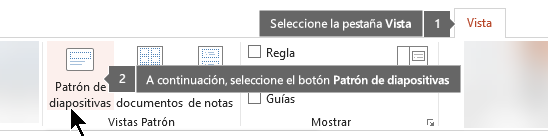 Seleccione la pestaña Vista 1 Vista
Regla
Patrón de 2 A continuación, seleccione el botón Patrón de diapositivas
diapositivas documentos de notas Guías
Vistas Patrón Mostrar